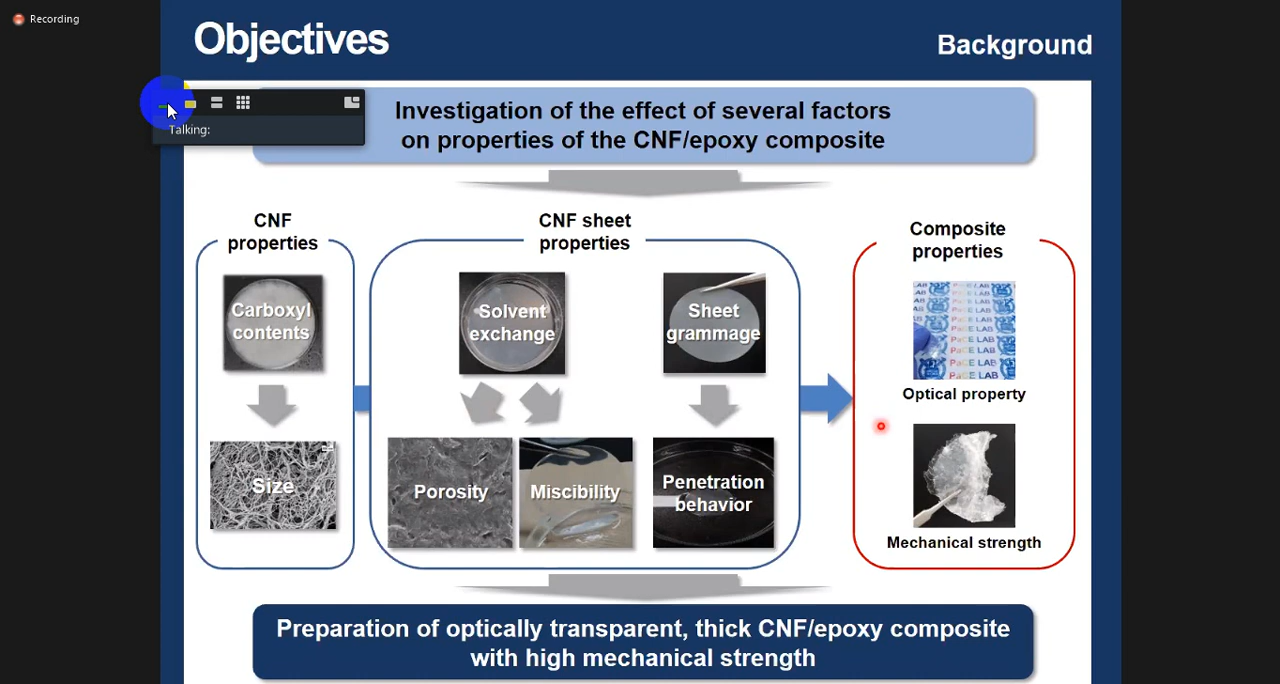 Recording
Objectives
Background
Talking:
Investigation of the effect of several factors
on properties of the CNF/epoxy composite
CNF
properties
Carboxyl
contents
Size
CNF sheet
properties
Solvent
exchange
Sheet
grammage
Porosity
Miscibility
Penetration
behavior
Composite
properties
PaCE LAB
Optical property
Mechanical strength
Preparation of optically transparent, thick CNF/epoxy composite
with high mechanical strength